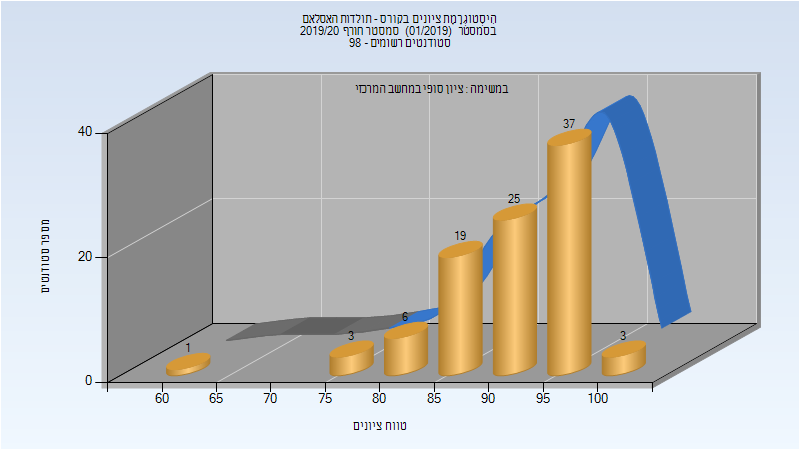 היסטוגרמת ציונים בקורס - תולדות האסלאם
בסמסטר (01/2019) סמסטר חורף 2019/20
סטודנטים רשומים - 98
במשימה : ציון סופי במחשב המרכזי
מספר סטודנטים
40
20
0
1
3
6
19
25
37
3
60 65 70 75 80 85 90 95 100
טווח ציונים